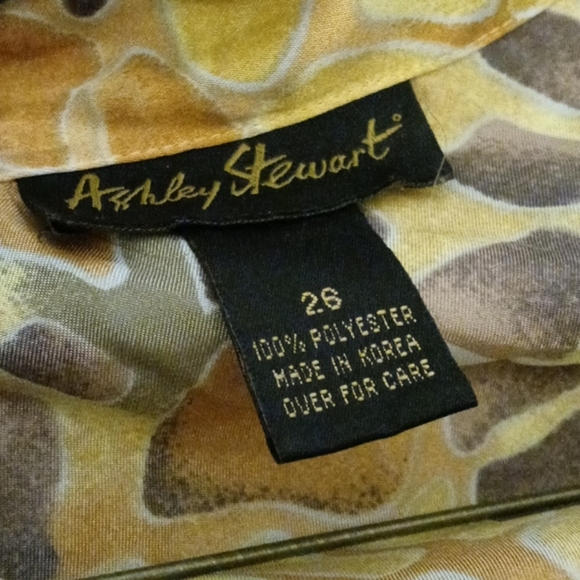 Ashley Stewart
26
100% POLYESTER
MADE IN KOREA
OVER FOR CARE